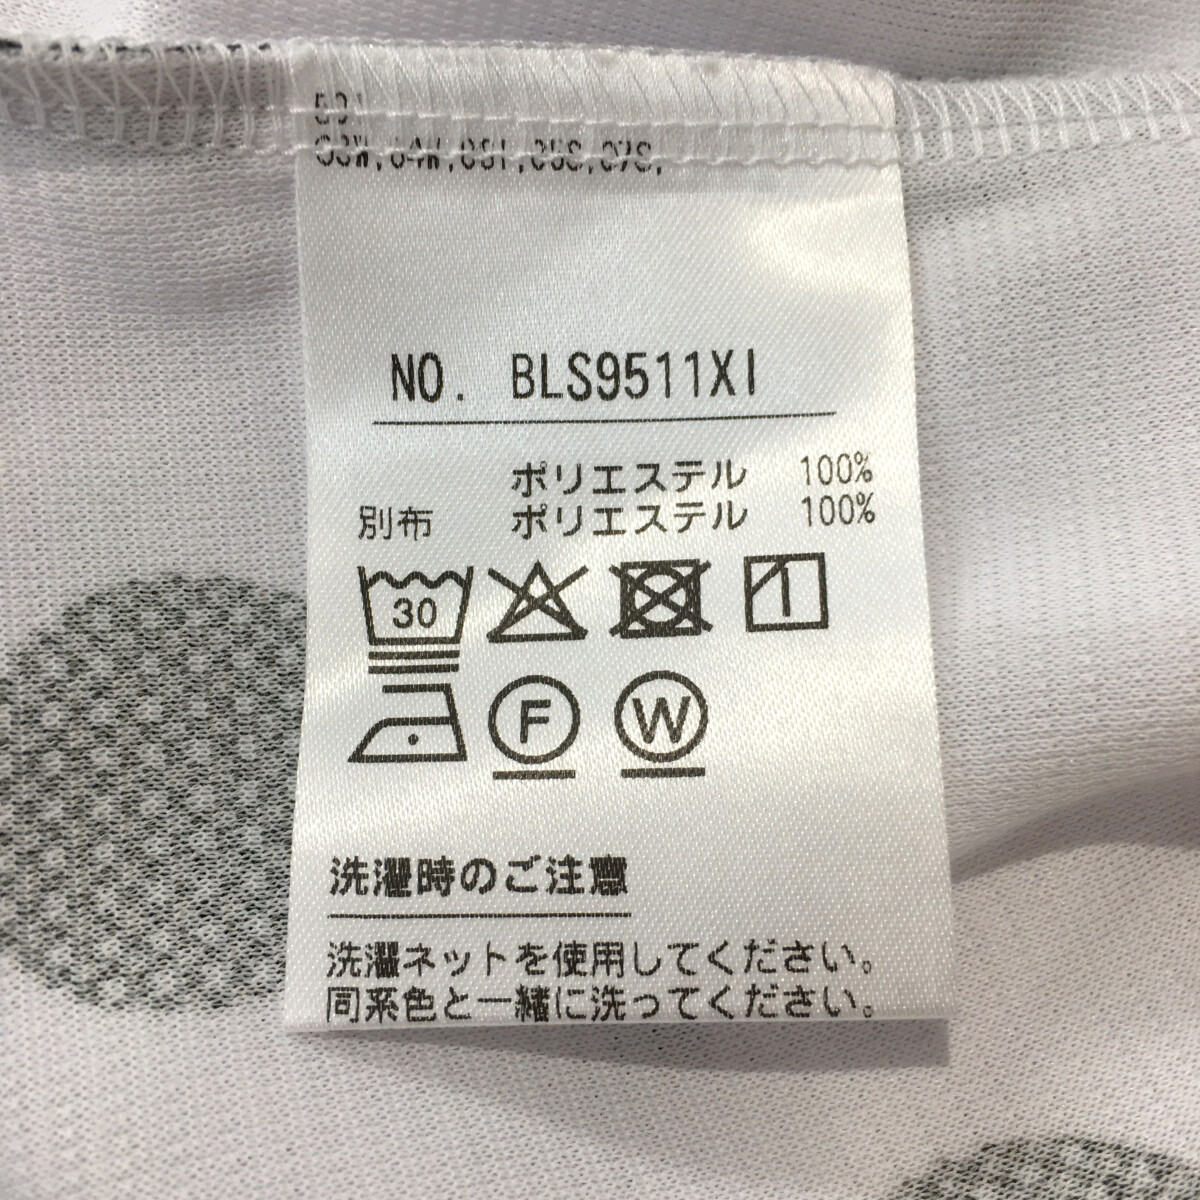 NO. BLS9511XI
ポリエステル 100%
別布 ポリエステル 100%
30
F W
洗濯時のご注意
洗濯ネットを使用してください。
同系色と一緒に洗ってください。